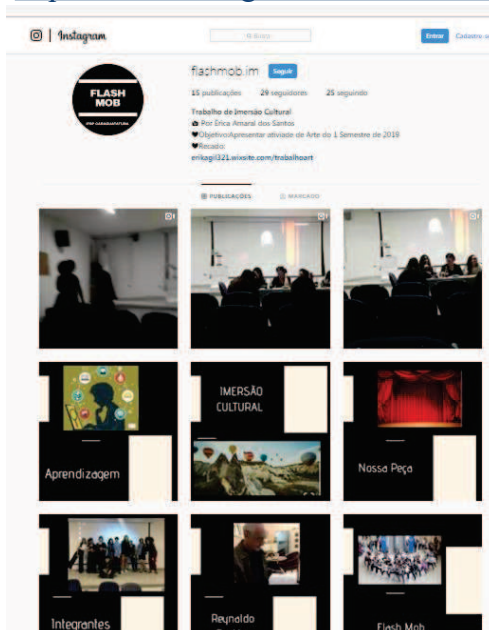 Instagram
Entrar
flashmob.im Seguir
15 publicações 29 seguidores 25 seguindo
Trabalho de Imersão Cultural
Por Erica Amaral dos Santos
Objetivo:Apresentar ativiade de Arte do 1 Semestre de 2019
Recado:
erikagil321.wixsite.com/trabalhoart
PUBLICAÇÕES MARCADO
FLASH
MOB
Aprendizagem
IMERSÃO
CULTURAL
Nossa Peça
Integrantes
Reynaldo
Flash Mob